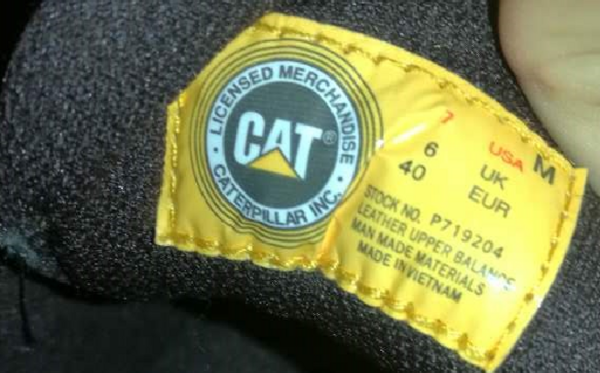 LICENSED MERCHANDISE
CAT®
CATERPILLAR INC.
7 USA M
6 UK
40 EUR
STOCK NO. P719204
LEATHER UPPER BALANCE
MAN MADE MATERIALS
MADE IN VIETNAM